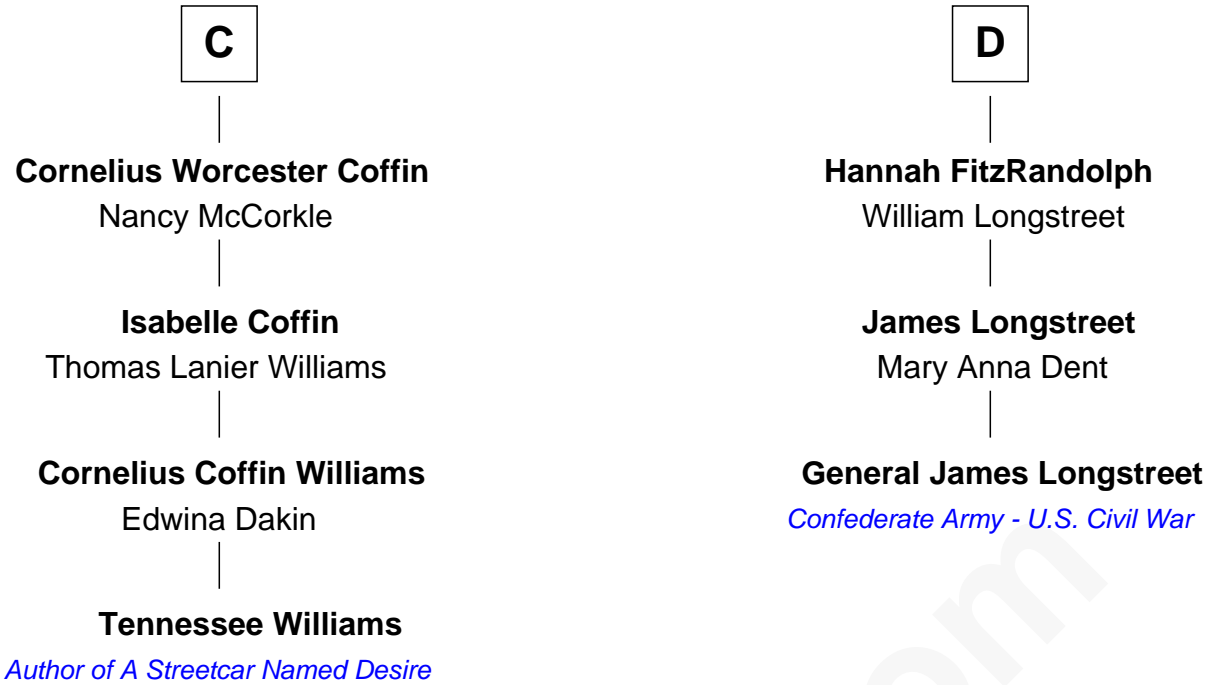 C
Cornelius Worcester Coffin
Nancy McCorkle
Isabelle Coffin
Thomas Lanier Williams
Cornelius Coffin Williams
Edwina Dakin
Tennessee Williams
Author of A Streetcar Named Desire
D
Hannah FitzRandolph
William Longstreet
James Longstreet
Mary Anna Dent
General James Longstreet
Confederate Army - U.S. Civil War
om